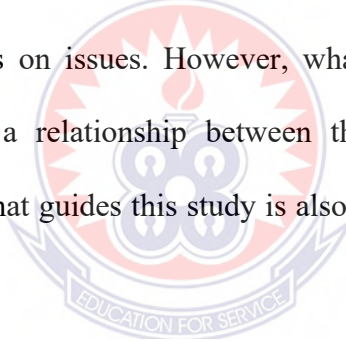 s on issues. However, wha
a relationship between th
hat guides this study is also
EDUCATION FOR SERVICE